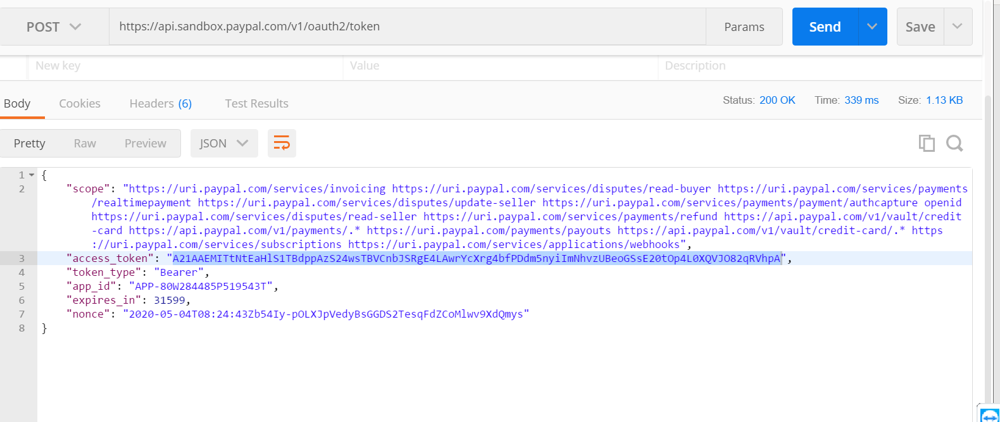 POST https://api.sandbox.paypal.com/v1/oauth2/token Params Send Save
New key Value Description
Body Cookies Headers (6) Test Results Status: 200 OK Time: 339 ms Size: 1.13 KB
Pretty Raw Preview JSON
1 {
2 "scope": "https://uri.paypal.com/services/invoicing https://uri.paypal.com/services/disputes/read-buyer https://uri.paypal.com/services/payments
/realtimepayment https://uri.paypal.com/services/disputes/update-seller https://uri.paypal.com/services/payments/payment/authcapture openid
https://uri.paypal.com/services/disputes/read-seller https://uri.paypal.com/services/payments/refund https://api.paypal.com/v1/vault/credit
-card https://api.paypal.com/v1/payments/.* https://uri.paypal.com/payments/payouts https://api.paypal.com/v1/vault/credit-card/.* https
://uri.paypal.com/services/subscriptions https://uri.paypal.com/services/applications/webhooks",
3 "access_token": "A21AAEMITtNtEaHlS1TBdppAzS24wsTBVCnbJSRgE4LAwrYcXrg4bfPDdm5nyiImNhvzUBeoGSsE20tOp4L0XQVJO82qRVhpA",
4 "token_type": "Bearer",
5 "app_id": "APP-80W284485P519543T",
6 "expires_in": 31599,
7 "nonce": "2020-05-04T08:24:43Zb54Iy-pOLXJpVedyBsGGDS2TesqFdZCoMlwv9XdQmys"
8 }